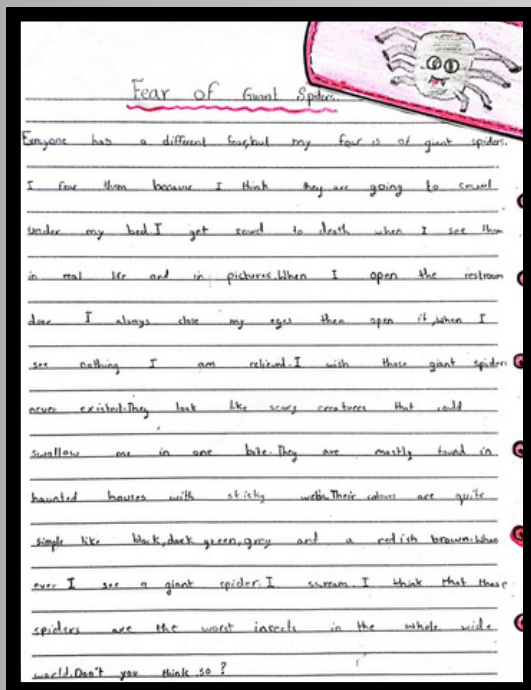 Fear of Giant Spiders.
Everyone has a different fear,but my fear is of giant spiders.
I fear them because I think they are going to crawl
under my bed.I get scared to death when I see them
in real life and in pictures.When I open the restroom
door I always close my eyes then open it,when I
see nothing I am relieved.I wish those giant spiders
never existed.They look like scary creatures that could
swallow me in one bite.They are mostly found in
haunted houses with sticky webs.Their colours are quite
simple like black,dark green,grey and a redish brown.When
ever I see a giant spider.I scream.I think that those
spiders are the worst insects in the whole wide
world.Don't you think so?